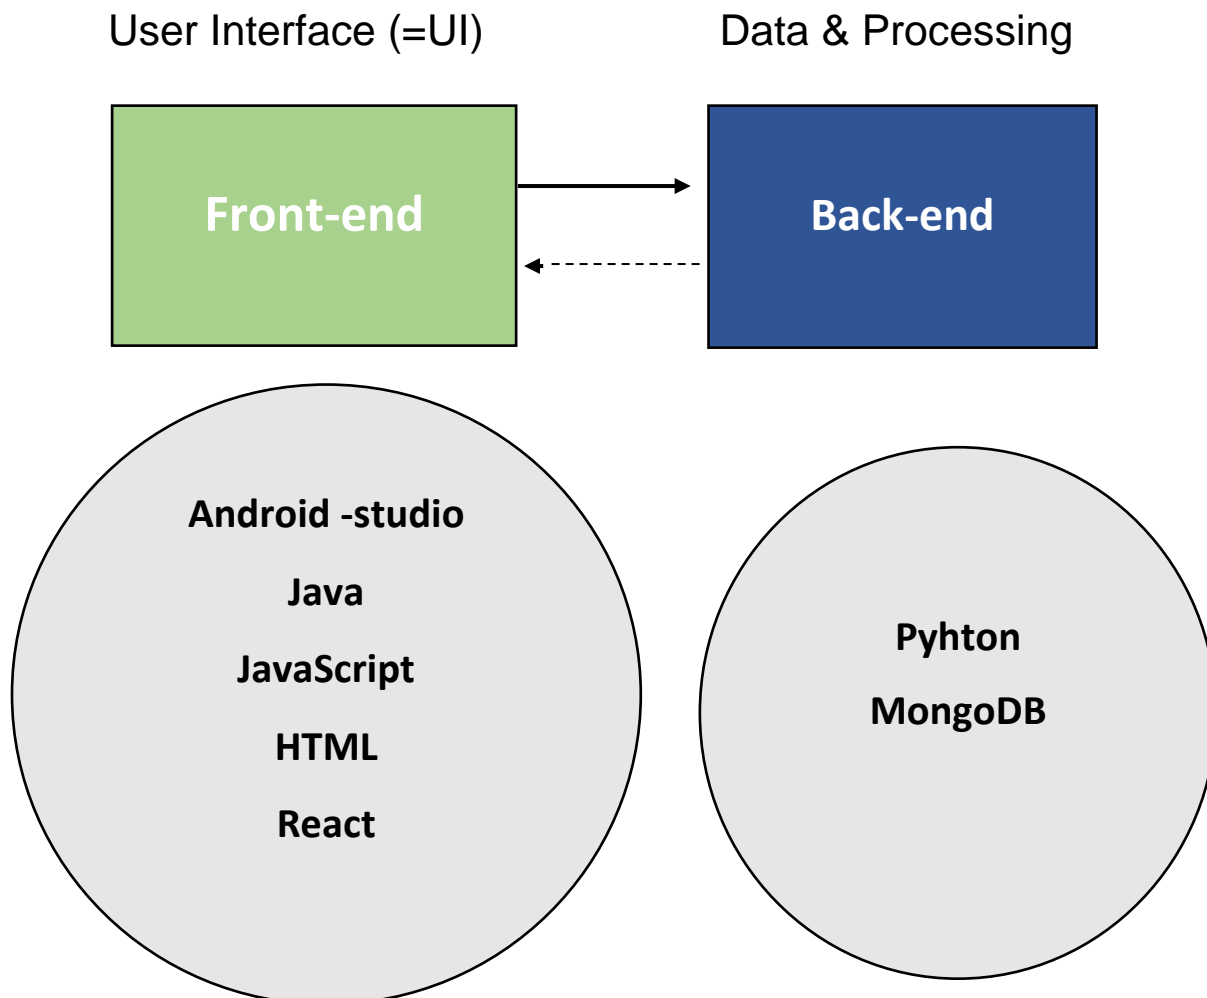 User Interface (=UI)
Data & Processing
Front-end
Back-end
Android -studio
Java
JavaScript
HTML
React
Pyhton
MongoDB